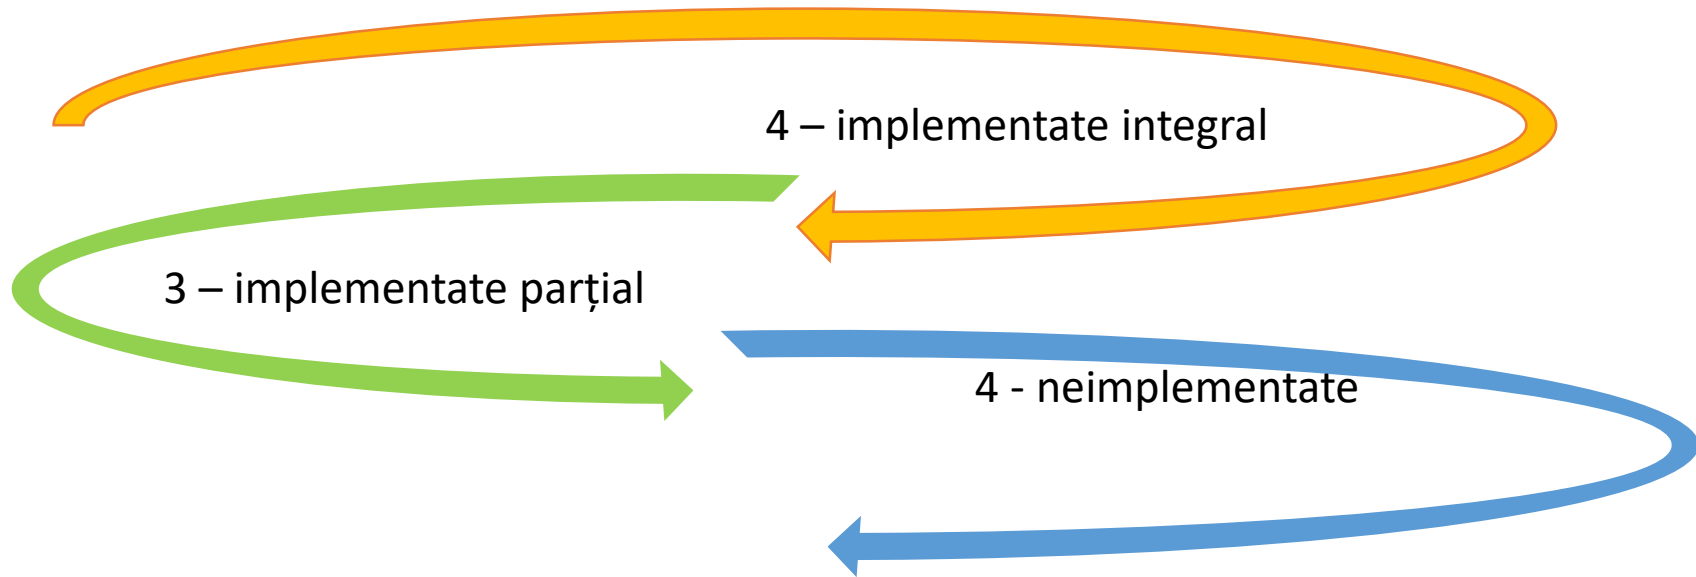 4 – implementate integral
3 – implementate parțial
4 - neimplementate